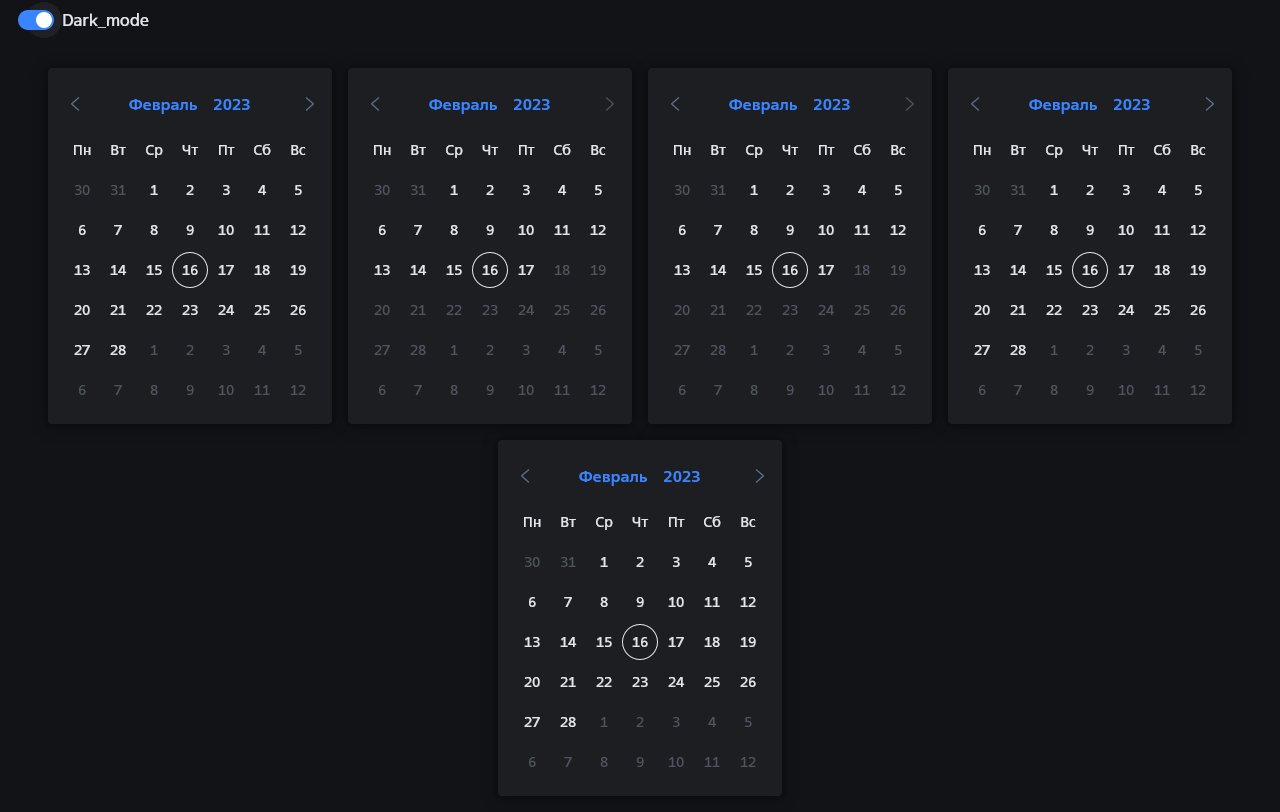 Dark_mode
Февраль 2023 Февраль 2023 Февраль 2023 Февраль 2023
Пн Вт Ср Чт Пт Сб Вс Пн Вт Ср Чт Пт Сб Вс Пн Вт Ср Чт Пт Сб Вс Пн Вт Ср Чт Пт Сб Вс
30 31 1 2 3 4 5 30 31 1 2 3 4 5 30 31 1 2 3 4 5 30 31 1 2 3 4 5
6 7 8 9 10 11 12 6 7 8 9 10 11 12 6 7 8 9 10 11 12 6 7 8 9 10 11 12
13 14 15 16 17 18 19 13 14 15 16 17 18 19 13 14 15 16 17 18 19 13 14 15 16 17 18 19
20 21 22 23 24 25 26 20 21 22 23 24 25 26 20 21 22 23 24 25 26 20 21 22 23 24 25 26
27 28 1 2 3 4 5 27 28 1 2 3 4 5 27 28 1 2 3 4 5 27 28 1 2 3 4 5
6 7 8 9 10 11 12 6 7 8 9 10 11 12 6 7 8 9 10 11 12 6 7 8 9 10 11 12
Февраль 2023
Пн Вт Ср Чт Пт Сб Вс
30 31 1 2 3 4 5
6 7 8 9 10 11 12
13 14 15 16 17 18 19
20 21 22 23 24 25 26
27 28 1 2 3 4 5
6 7 8 9 10 11 12